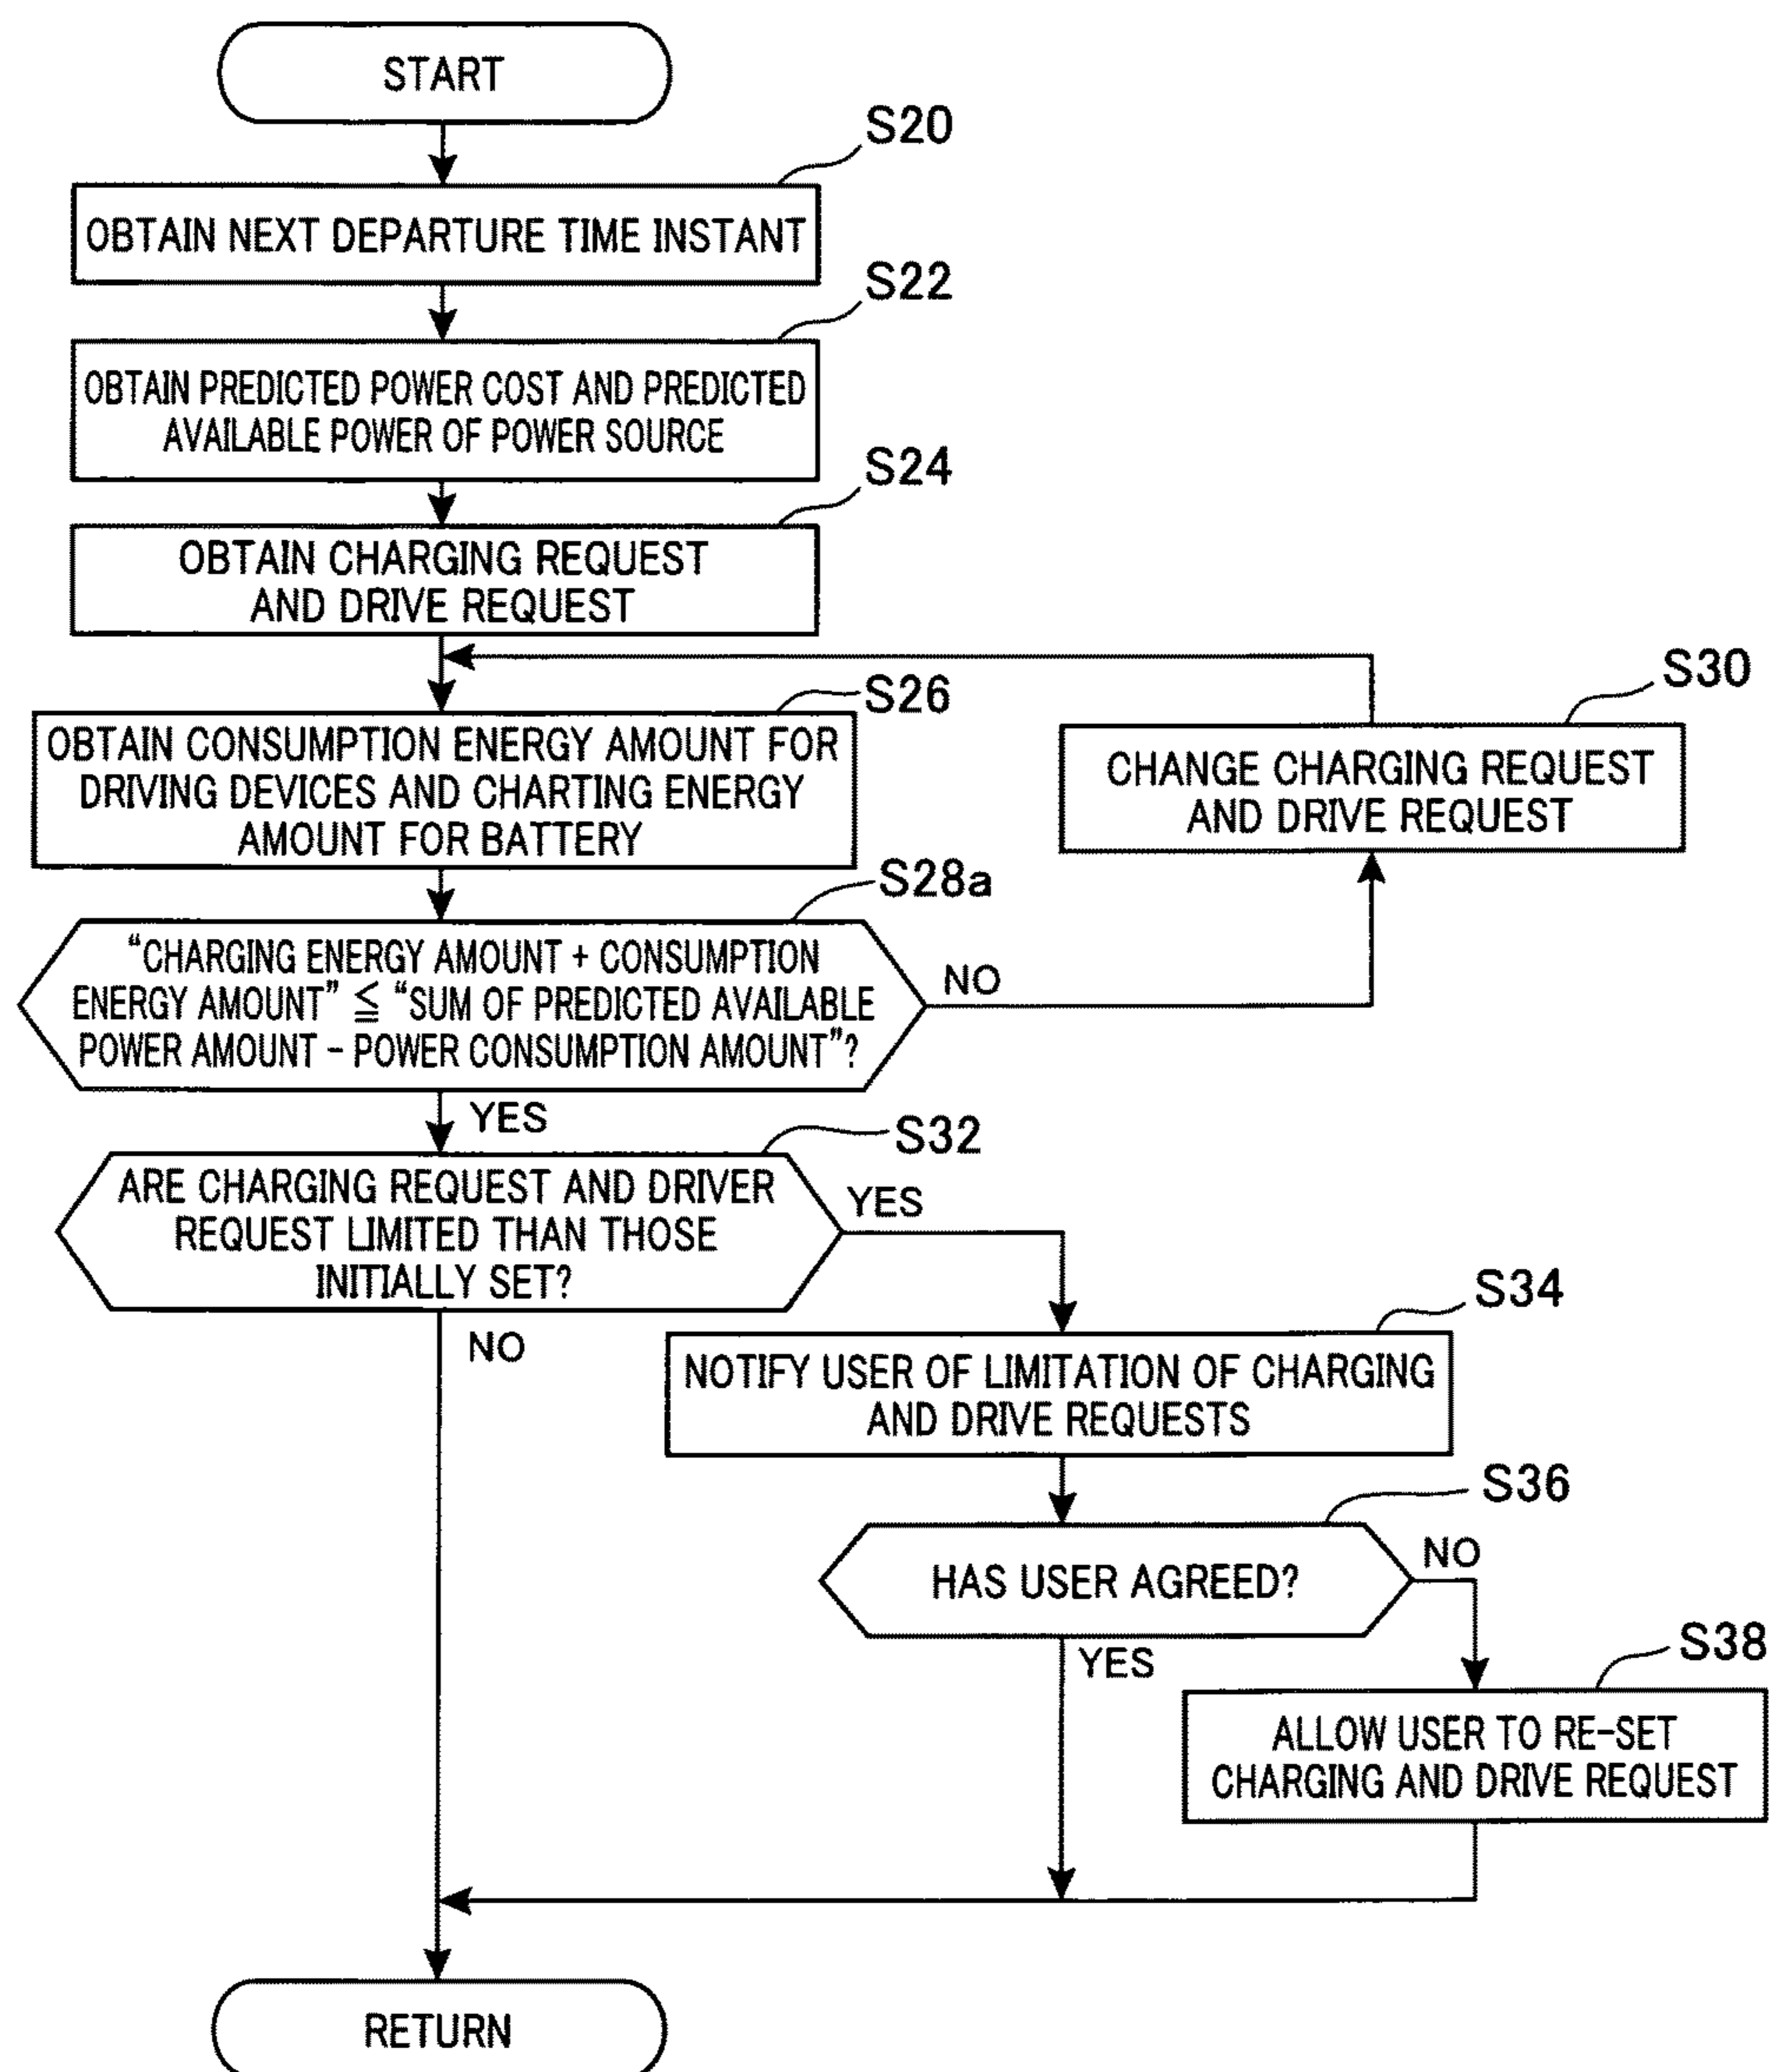 START
S20
OBTAIN NEXT DEPARTURE TIME INSTANT
S22
OBTAIN PREDICTED POWER COST AND PREDICTED
AVAILABLE POWER OF POWER SOURCE
S24
OBTAIN CHARGING REQUEST
AND DRIVE REQUEST
S26
OBTAIN CONSUMPTION ENERGY AMOUNT FOR
DRIVING DEVICES AND CHARTING ENERGY
AMOUNT FOR BATTERY
S30
CHANGE CHARGING REQUEST
AND DRIVE REQUEST
S28a
“CHARGING ENERGY AMOUNT + CONSUMPTION
ENERGY AMOUNT” ≦ “SUM OF PREDICTED AVAILABLE
POWER AMOUNT – POWER CONSUMPTION AMOUNT”?
NO
YES
S32
ARE CHARGING REQUEST AND DRIVER
REQUEST LIMITED THAN THOSE
INITIALLY SET?
YES
NO
S34
NOTIFY USER OF LIMITATION OF CHARGING
AND DRIVE REQUESTS
S36
HAS USER AGREED?
NO
YES
S38
ALLOW USER TO RE-SET
CHARGING AND DRIVE REQUEST
RETURN